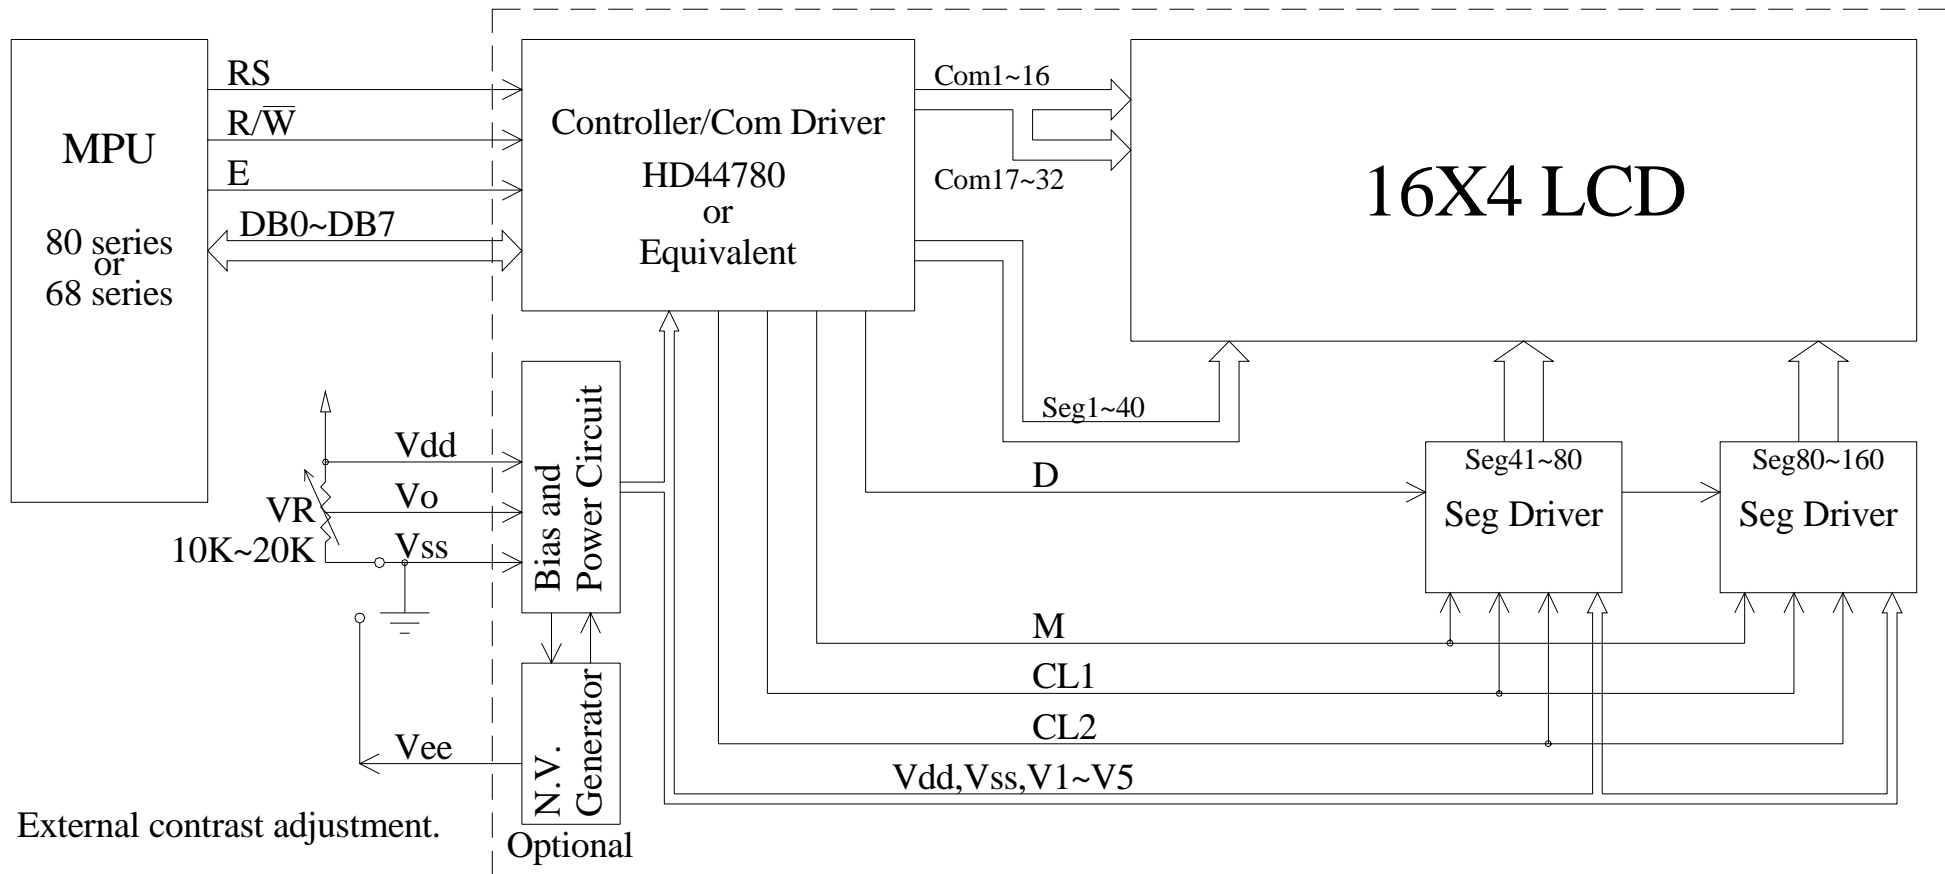 MPU
80 series
or
68 series
RS
R/W̅
E
DB0~DB7
Controller/Com Driver
HD44780
or
Equivalent
Com1~16
Com17~32
16X4 LCD
Seg1~40
Seg41~80
Seg Driver
Seg80~160
Seg Driver
D
M
CL1
CL2
Vdd,Vss,V1~V5
Vdd
Vo
Vss
VR
10K~20K
Bias and
Power Circuit
N.V.
Generator
Optional
Vee
External contrast adjustment.